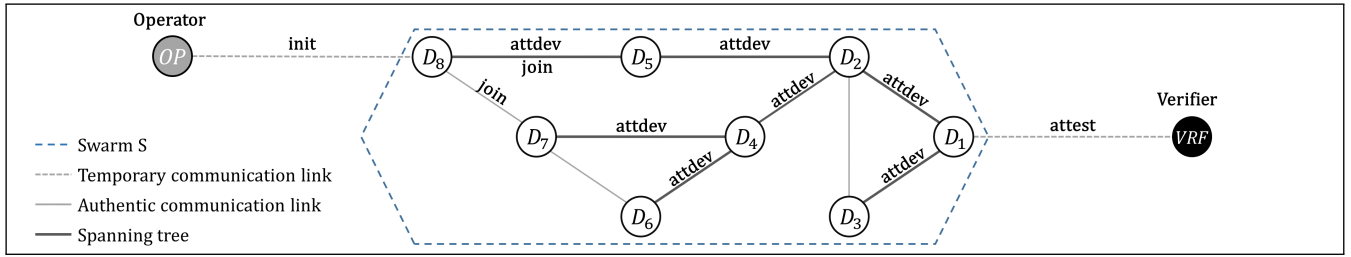 Operator
OP
init
D8
attdev
join
D5
attdev
D2
join
attdev
attdev
Verifier
D7
attdev
D4
D1
attest
VRF
attdev
attdev
D6
D3
Swarm S
Temporary communication link
Authentic communication link
Spanning tree